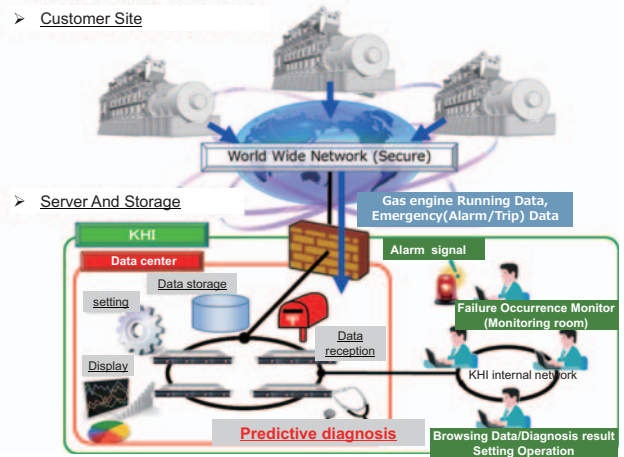 ➢ Customer Site
World Wide Network (Secure)
➢ Server And Storage
Gas engine Running Data,
Emergency(Alarm/Trip) Data
KHI
Data center
Alarm signal
Data storage
setting
Failure Occurrence Monitor
(Monitoring room)
Data
reception
Display
KHI internal network
Predictive diagnosis
Browsing Data/Diagnosis result
Setting Operation